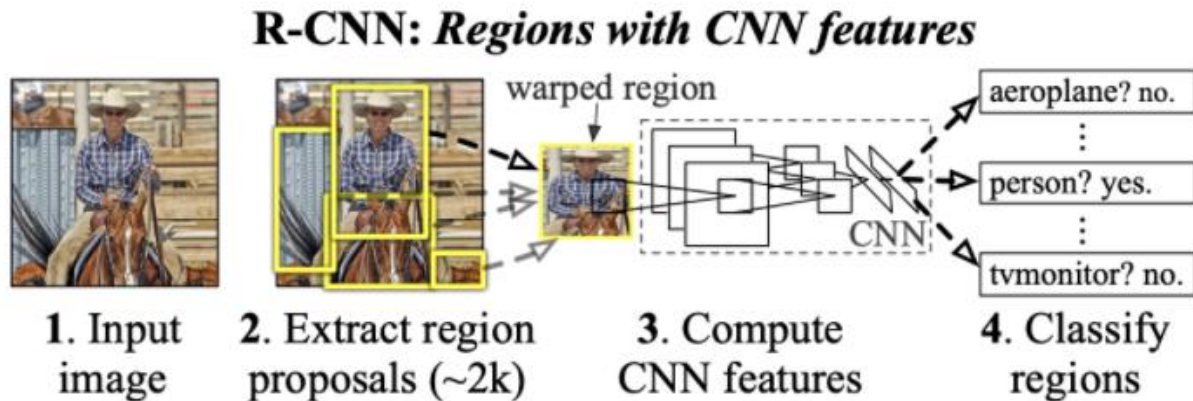 R-CNN: Regions with CNN features
warped region
aeroplane? no.
⋮
person? yes.
⋮
tvmonitor? no.
CNN
1. Input
image
2. Extract region
proposals (~2k)
3. Compute
CNN features
4. Classify
regions